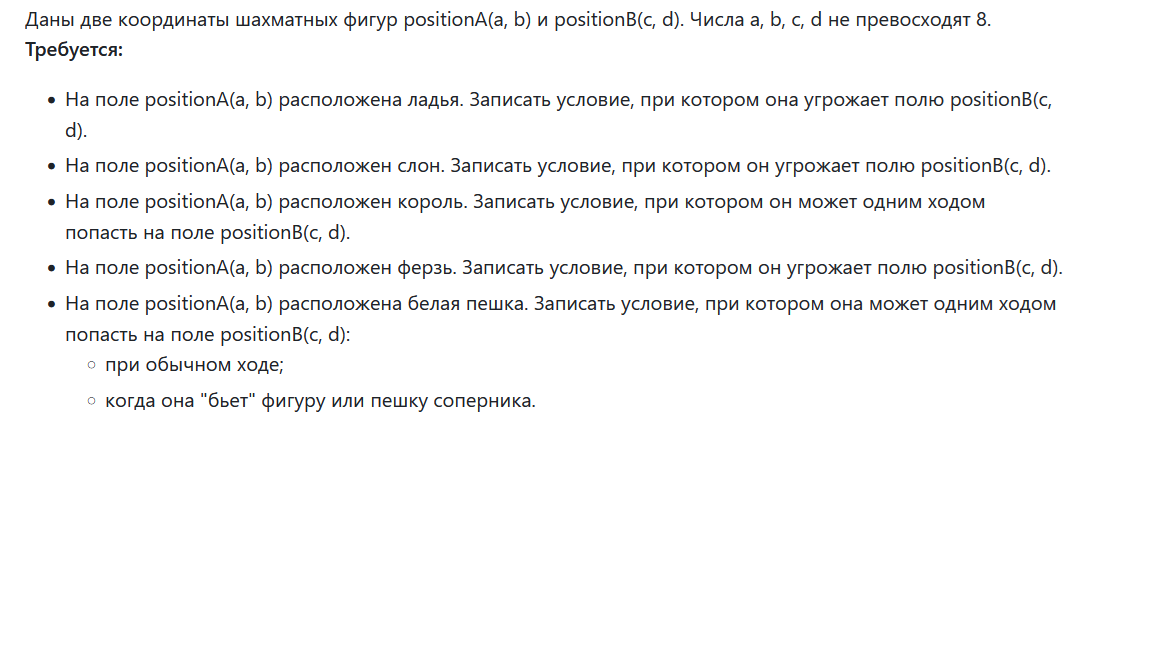 Даны две координаты шахматных фигур positionA(a, b) и positionB(c, d). Числа a, b, c, d не превосходят 8.
Требуется:
• На поле positionA(a, b) расположена ладья. Записать условие, при котором она угрожает полю positionB(c,
d).
• На поле positionA(a, b) расположен слон. Записать условие, при котором он угрожает полю positionB(c, d).
• На поле positionA(a, b) расположен король. Записать условие, при котором он может одним ходом
попасть на поле positionB(c, d).
• На поле positionA(a, b) расположен ферзь. Записать условие, при котором он угрожает полю positionB(c, d).
• На поле positionA(a, b) расположена белая пешка. Записать условие, при котором она может одним ходом
попасть на поле positionB(c, d):
○ при обычном ходе;
○ когда она "бьет" фигуру или пешку соперника.